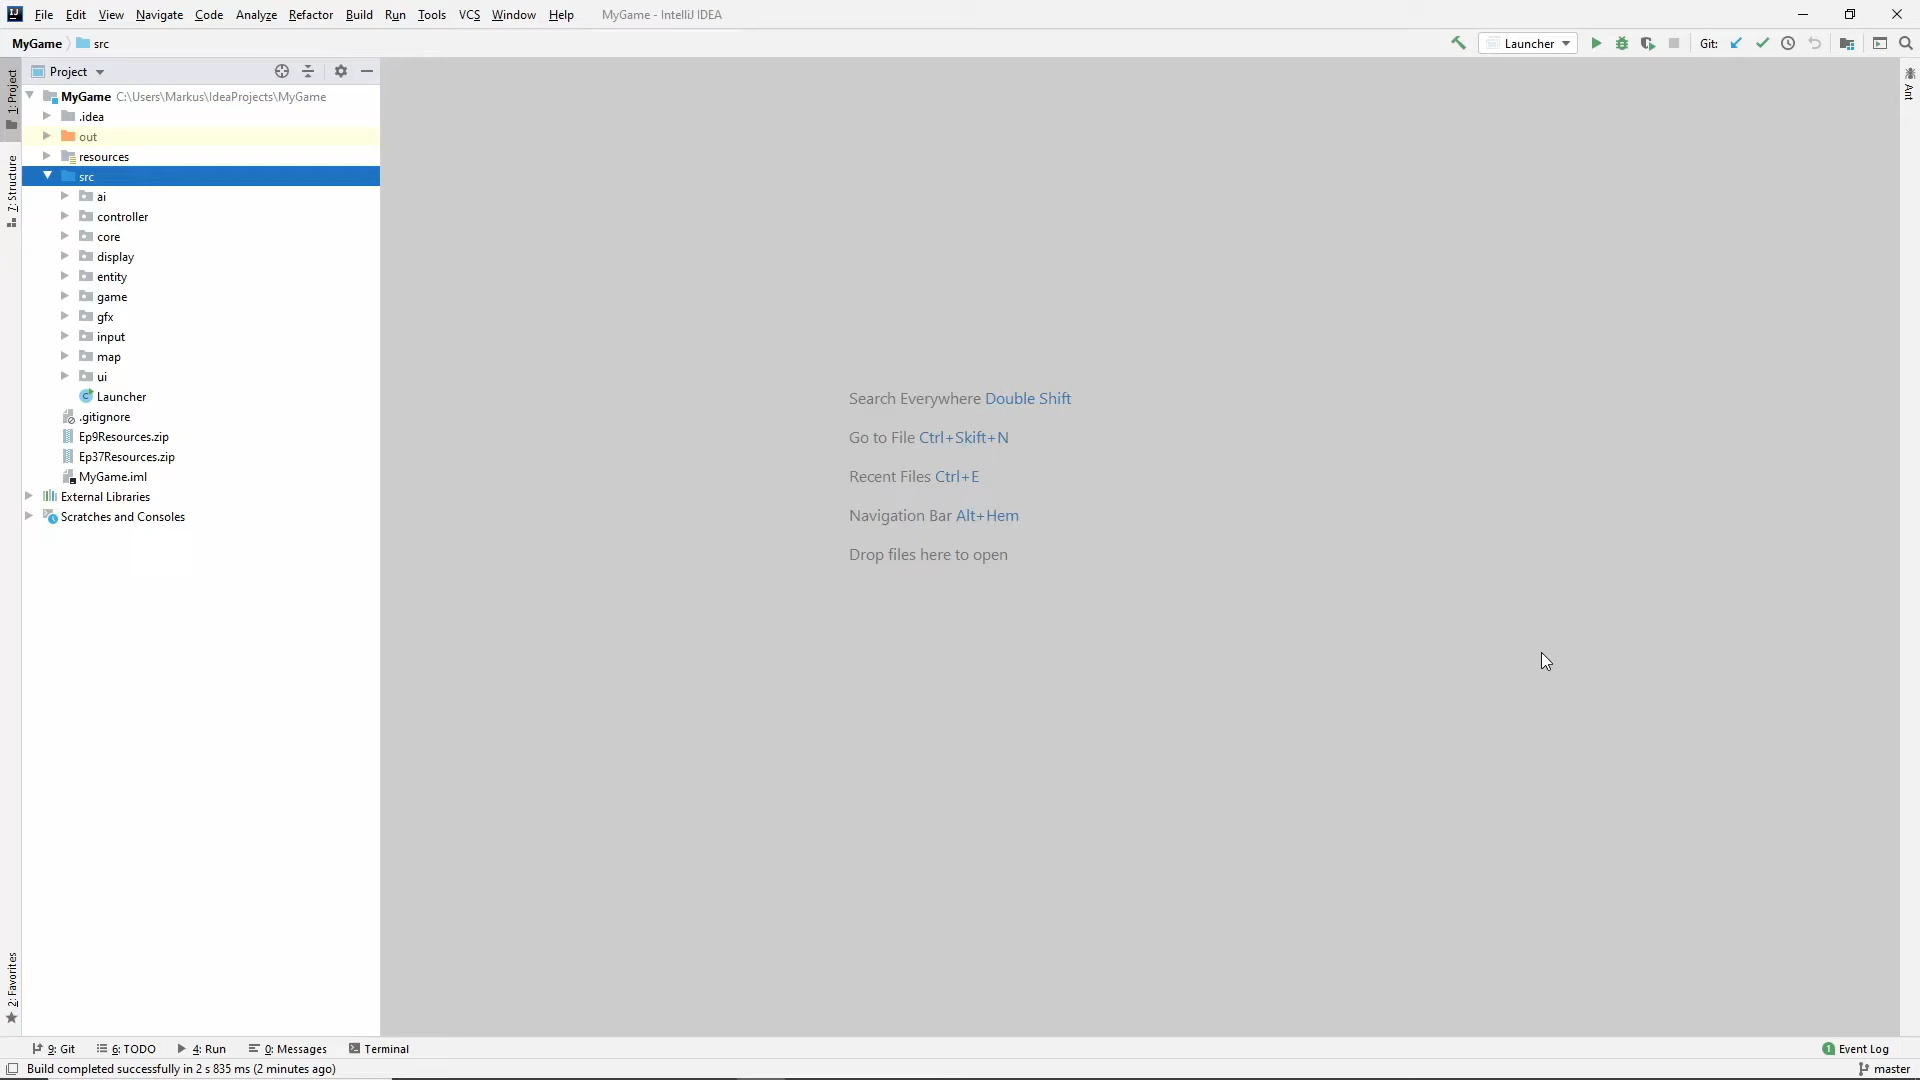 File Edit View Navigate Code Analyze Refactor Build Run Tools VCS Window Help MyGame - IntelliJ IDEA
MyGame src Launcher Git:
1: Project
Project
MyGame C:\Users\Markus\IdeaProjects\MyGame
.idea
out
resources
src
ai
controller
core
display
entity
game
gfx
input
map
ui
Launcher
.gitignore
Ep9Resources.zip
Ep37Resources.zip
MyGame.iml
External Libraries
Scratches and Consoles
7: Structure
2: Favorites
Search Everywhere Double Shift
Go to File Ctrl+Skift+N
Recent Files Ctrl+E
Navigation Bar Alt+Hem
Drop files here to open
Ant
9: Git 6: TODO 4: Run 0: Messages Terminal 1 Event Log
Build completed successfully in 2 s 835 ms (2 minutes ago) master